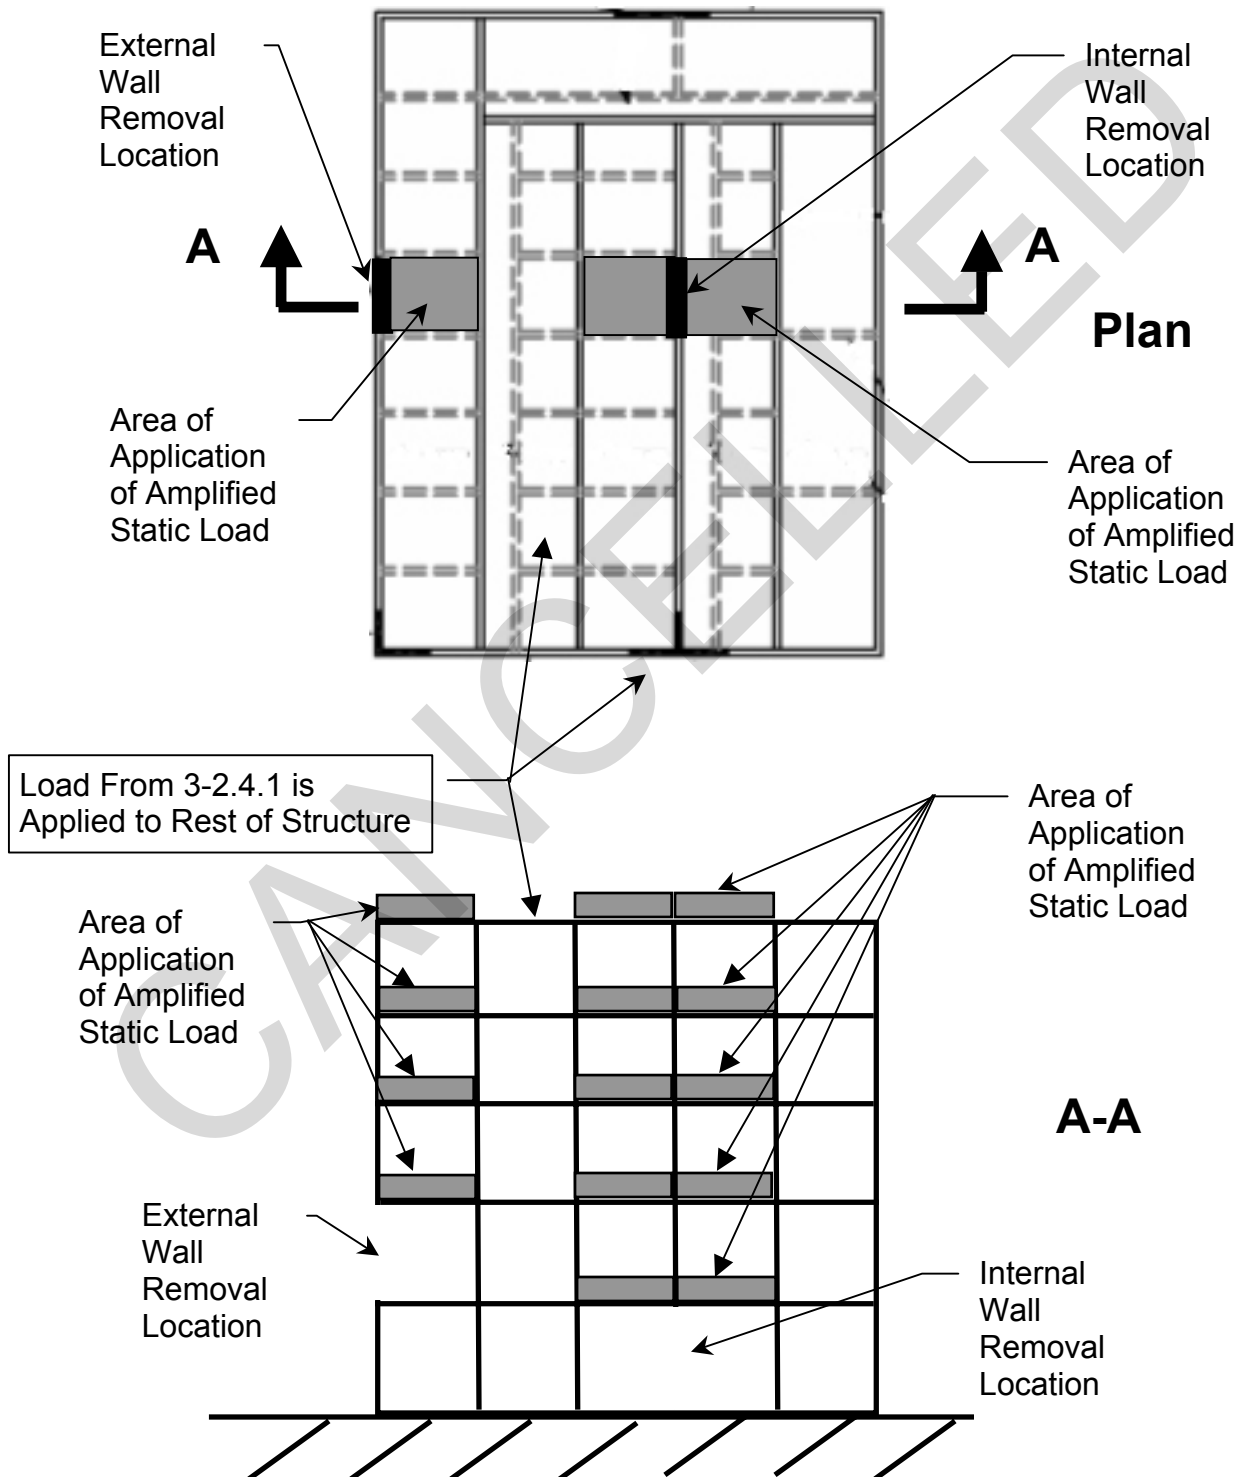 External
Wall
Removal
Location
Internal
Wall
Removal
Location
A
A
Plan
Area of
Application
of Amplified
Static Load
Area of
Application
of Amplified
Static Load
Load From 3-2.4.1 is
Applied to Rest of Structure
Area of
Application
of Amplified
Static Load
Area of
Application
of Amplified
Static Load
A-A
External
Wall
Removal
Location
Internal
Wall
Removal
Location
CANCELLED